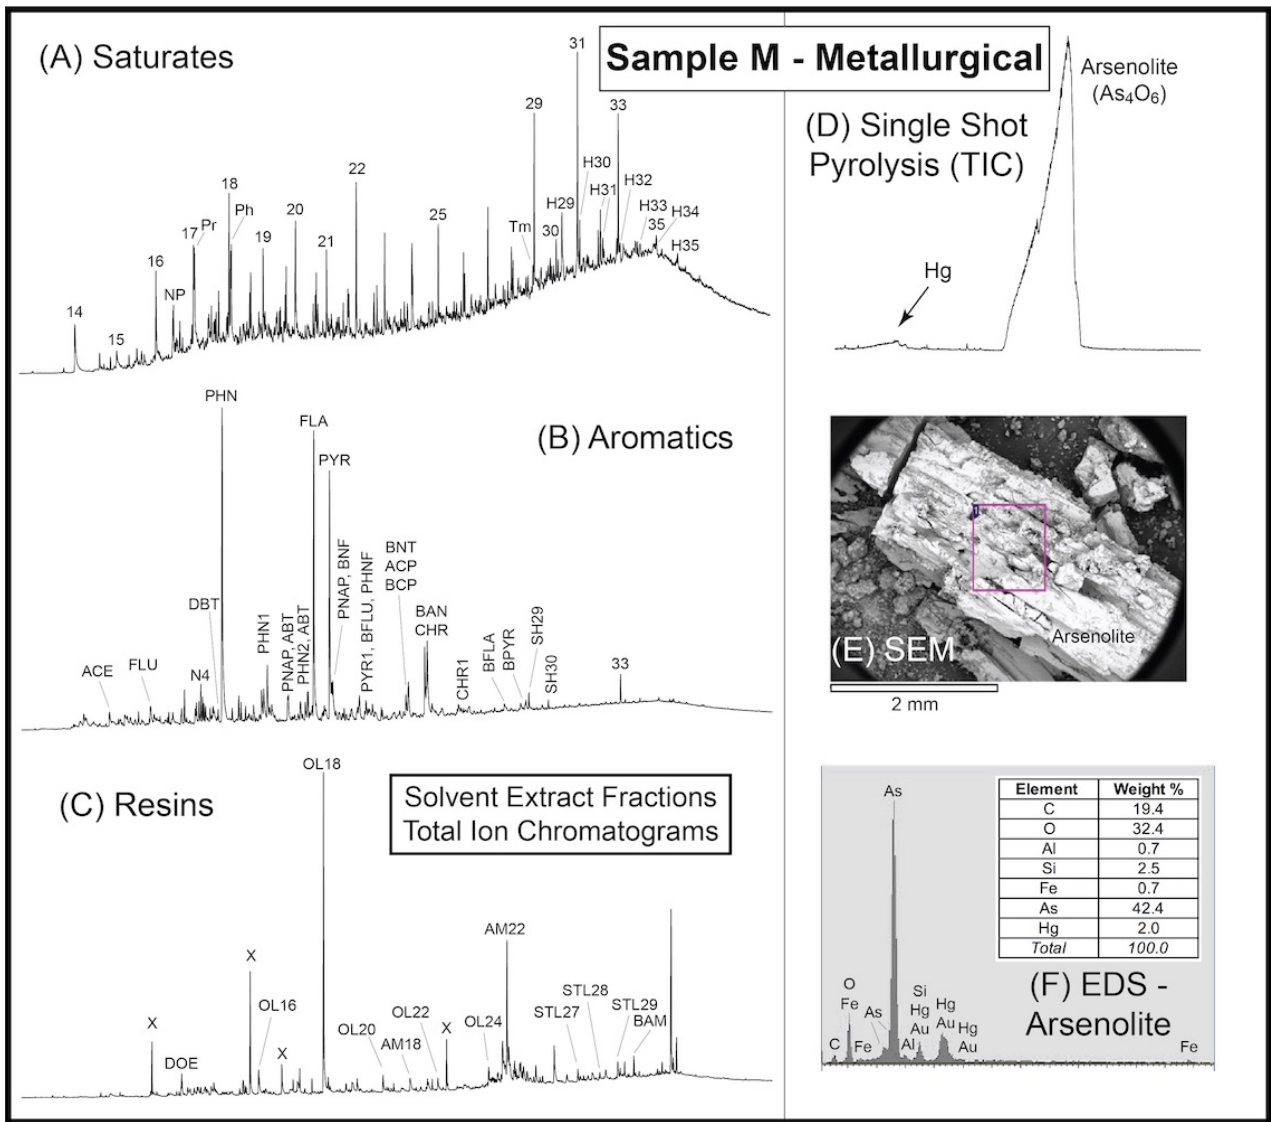 Sample M - Metallurgical
(A) Saturates
14
15
16
NP
17
Pr
18
Ph
19
20
21
22
25
Tm
29
30
H29
31
H30
H31
33
H32
H33
35
H34
H35
(B) Aromatics
ACE
FLU
N4
DBT
PHN
PHN1
PNAP, ABT
PHN2, ABT
FLA
PYR
PNAP, BNF
PYR1, BFLU, PHNF
BNT
ACP
BCP
BAN
CHR
CHR1
BFLA
BPYR
SH29
SH30
33
(C) Resins
Solvent Extract Fractions
Total Ion Chromatograms
X
DOE
X
OL16
X
OL18
OL20
AM18
OL22
X
OL24
AM22
STL27
STL28
STL29
BAM
(D) Single Shot
Pyrolysis (TIC)
Hg
Arsenolite
(As₄O₆)
1
Arsenolite
(E) SEM
2 mm
Element Weight %
C 19.4
O 32.4
Al 0.7
Si 2.5
Fe 0.7
As 42.4
Hg 2.0
Total 100.0
(F) EDS -
Arsenolite
C
O
Fe
Fe
As
As
Al
Si
Hg
Au
Hg
Au
Hg
Au
Fe